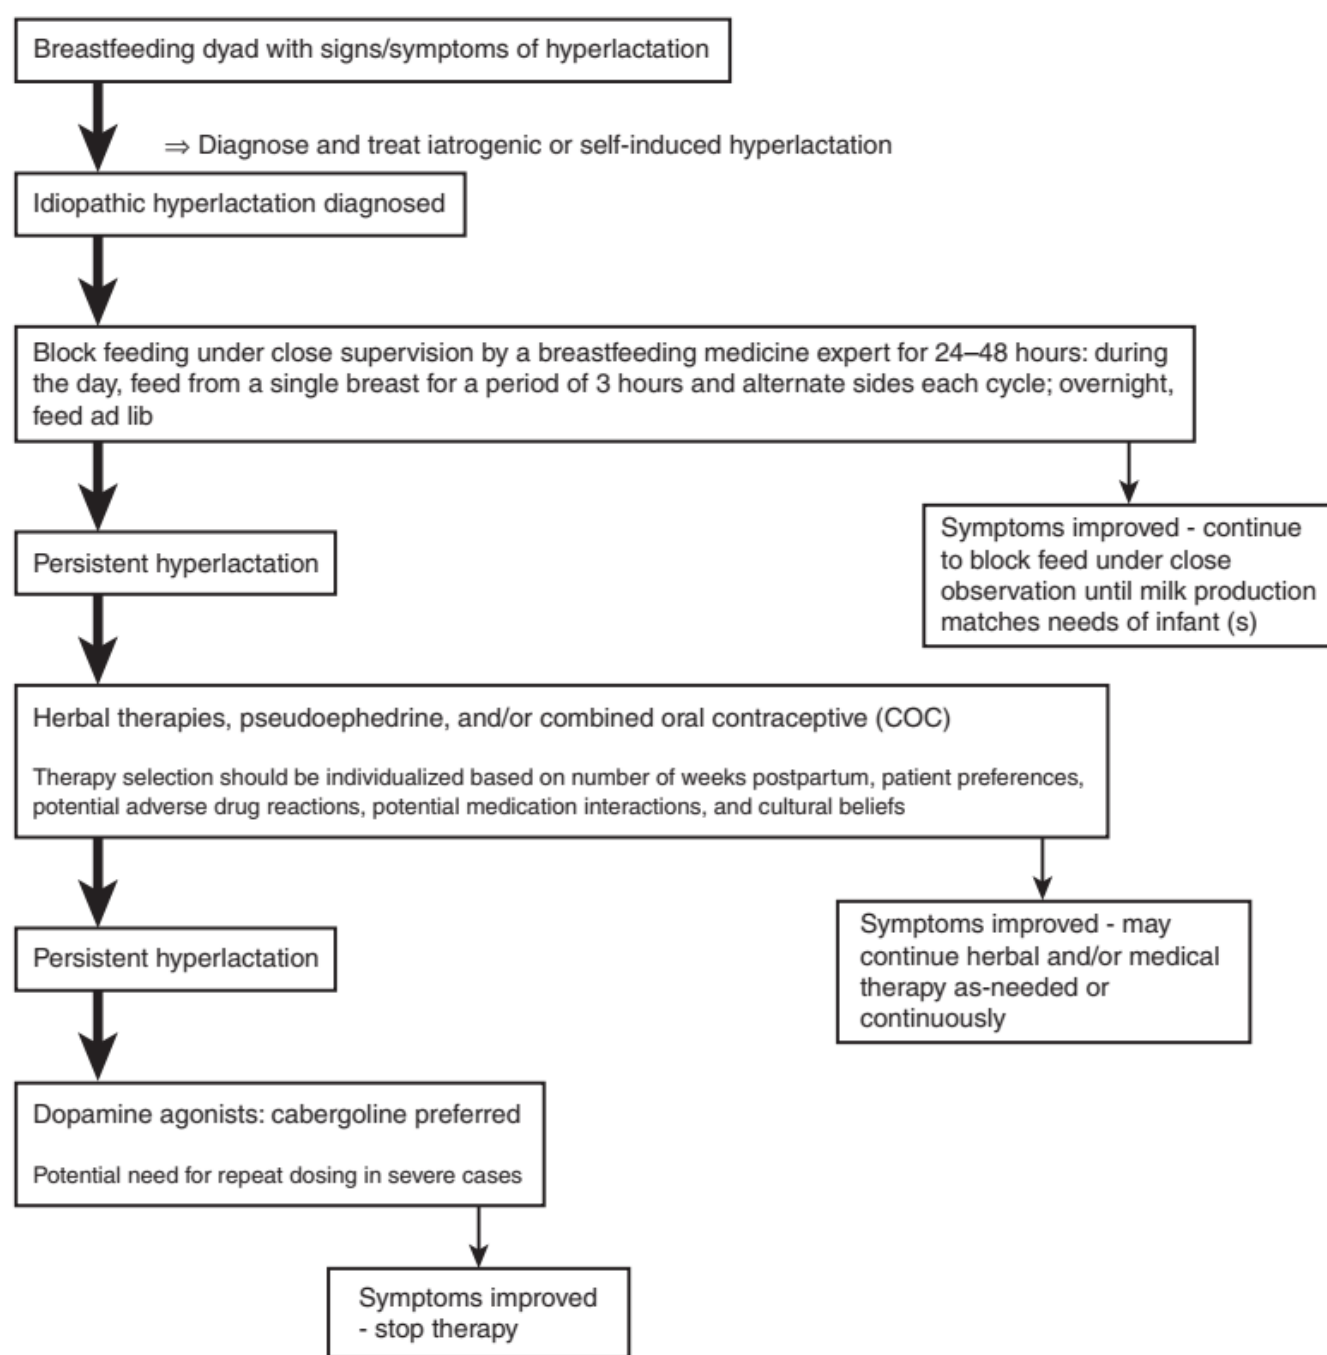 Breastfeeding dyad with signs/symptoms of hyperlactation
⇒ Diagnose and treat iatrogenic or self-induced hyperlactation
Idiopathic hyperlactation diagnosed
Block feeding under close supervision by a breastfeeding medicine expert for 24–48 hours: during
the day, feed from a single breast for a period of 3 hours and alternate sides each cycle; overnight,
feed ad lib
Symptoms improved - continue
to block feed under close
observation until milk production
matches needs of infant (s)
Persistent hyperlactation
Herbal therapies, pseudoephedrine, and/or combined oral contraceptive (COC)
Therapy selection should be individualized based on number of weeks postpartum, patient preferences,
potential adverse drug reactions, potential medication interactions, and cultural beliefs
Symptoms improved - may
continue herbal and/or medical
therapy as-needed or
continuously
Persistent hyperlactation
Dopamine agonists: cabergoline preferred
Potential need for repeat dosing in severe cases
Symptoms improved
- stop therapy